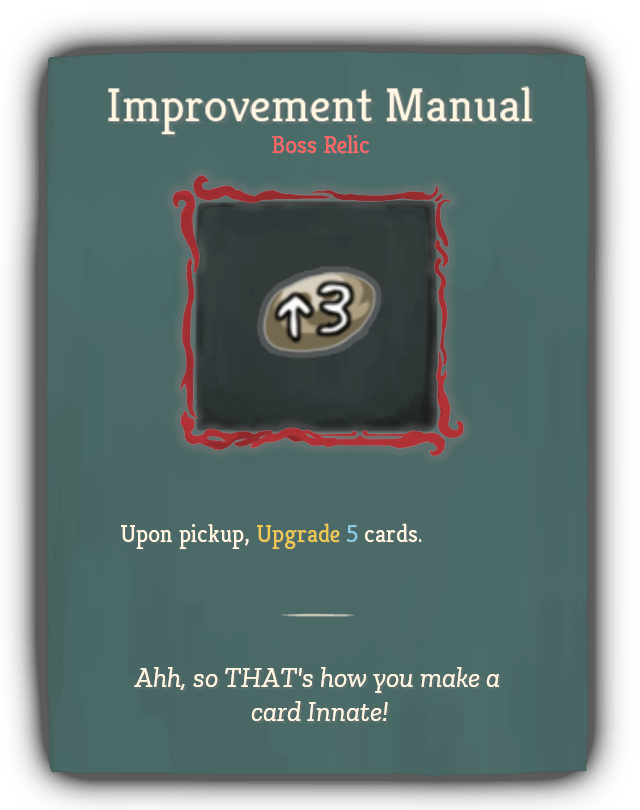 Improvement Manual
Boss Relic
↑3
Upon pickup, Upgrade 5 cards.
Ahh, so THAT's how you make a
card Innate!